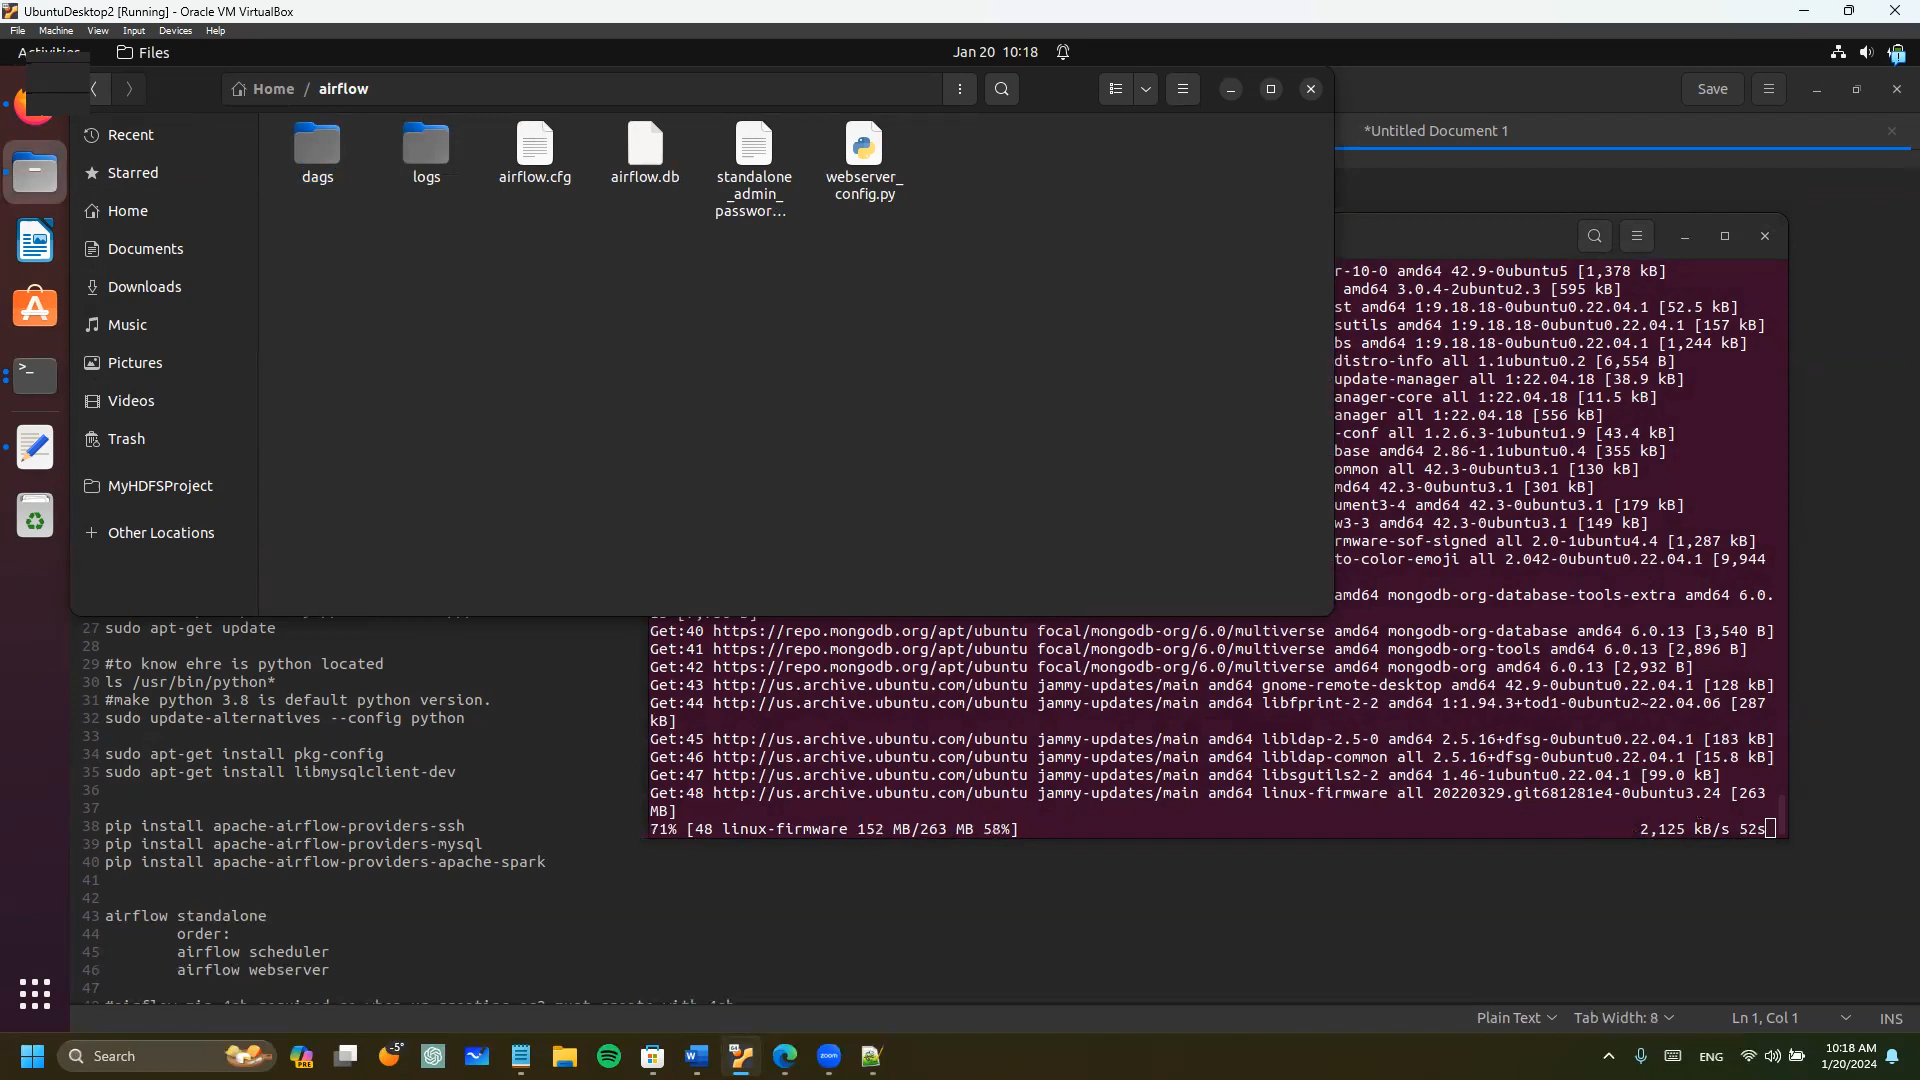 UbuntuDesktop2 [Running] - Oracle VM VirtualBox
File Machine View Input Devices Help
Files
Jan 20 10:18
Home / airflow
Save
*Untitled Document 1
Recent
Starred
Home
Documents
Downloads
Music
Pictures
Videos
Trash
MyHDFSProject
Other Locations
dags
logs
airflow.cfg
airflow.db
standalone
_admin_
passwor...
webserver_
config.py
r-10-0 amd64 42.9-0ubuntu5 [1,378 kB]
amd64 3.0.4-2ubuntu2.3 [595 kB]
st amd64 1:9.18.18-0ubuntu0.22.04.1 [52.5 kB]
sutils amd64 1:9.18.18-0ubuntu0.22.04.1 [157 kB]
bs amd64 1:9.18.18-0ubuntu0.22.04.1 [1,244 kB]
distro-info all 1.1ubuntu0.2 [6,554 B]
update-manager all 1:22.04.18 [38.9 kB]
anager-core all 1:22.04.18 [11.5 kB]
anager all 1:22.04.18 [556 kB]
-conf all 1.2.6.3-1ubuntu1.9 [43.4 kB]
base amd64 2.86-1.1ubuntu0.4 [355 kB]
ommon all 42.3-0ubuntu3.1 [130 kB]
md64 42.3-0ubuntu3.1 [301 kB]
ument3-4 amd64 42.3-0ubuntu3.1 [179 kB]
w3-3 amd64 42.3-0ubuntu3.1 [149 kB]
rmware-sof-signed all 2.0-1ubuntu4.4 [1,287 kB]
to-color-emoji all 2.042-0ubuntu0.22.04.1 [9,944
amd64 mongodb-org-database-tools-extra amd64 6.0.
Get:40 https://repo.mongodb.org/apt/ubuntu focal/mongodb-org/6.0/multiverse amd64 mongodb-org-database amd64 6.0.13 [3,540 B]
Get:41 https://repo.mongodb.org/apt/ubuntu focal/mongodb-org/6.0/multiverse amd64 mongodb-org-tools amd64 6.0.13 [2,896 B]
Get:42 https://repo.mongodb.org/apt/ubuntu focal/mongodb-org/6.0/multiverse amd64 mongodb-org amd64 6.0.13 [2,932 B]
Get:43 http://us.archive.ubuntu.com/ubuntu jammy-updates/main amd64 gnome-remote-desktop amd64 42.9-0ubuntu0.22.04.1 [128 kB]
Get:44 http://us.archive.ubuntu.com/ubuntu jammy-updates/main amd64 libfprint-2-2 amd64 1:1.94.3+tod1-0ubuntu2~22.04.06 [287
kB]
Get:45 http://us.archive.ubuntu.com/ubuntu jammy-updates/main amd64 libldap-2.5-0 amd64 2.5.16+dfsg-0ubuntu0.22.04.1 [183 kB]
Get:46 http://us.archive.ubuntu.com/ubuntu jammy-updates/main amd64 libldap-common all 2.5.16+dfsg-0ubuntu0.22.04.1 [15.8 kB]
Get:47 http://us.archive.ubuntu.com/ubuntu jammy-updates/main amd64 libsgutils2-2 amd64 1.46-1ubuntu0.22.04.1 [99.0 kB]
Get:48 http://us.archive.ubuntu.com/ubuntu jammy-updates/main amd64 linux-firmware all 20220329.git681281e4-0ubuntu3.24 [263
MB]
71% [48 linux-firmware 152 MB/263 MB 58%] 2,125 kB/s 52s
27 sudo apt-get update
28
29 #to know ehre is python located
30 ls /usr/bin/python*
31 #make python 3.8 is default python version.
32 sudo update-alternatives --config python
33
34 sudo apt-get install pkg-config
35 sudo apt-get install libmysqlclient-dev
36
37
38 pip install apache-airflow-providers-ssh
39 pip install apache-airflow-providers-mysql
40 pip install apache-airflow-providers-apache-spark
41
42
43 airflow standalone
44 order:
45 airflow scheduler
46 airflow webserver
47
Plain Text Tab Width: 8 Ln 1, Col 1 INS
Search
PRE
-5°
zoom
ENG
10:18 AM
1/20/2024